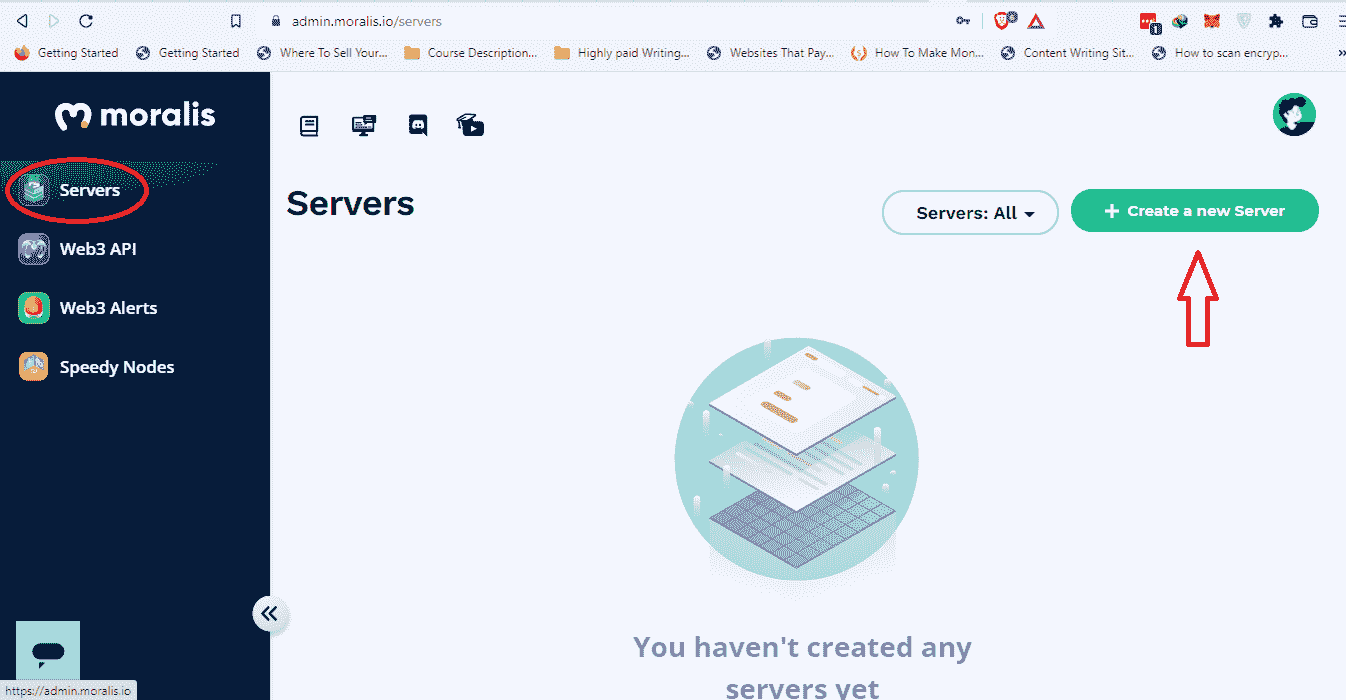 admin.moralis.io/servers
Getting Started
Getting Started
Where To Sell Your...
Course Description...
Highly paid Writing...
Websites That Pay...
How To Make Mon...
Content Writing Sit...
How to scan encryp...
»
moralis
Servers
Web3 API
Web3 Alerts
Speedy Nodes
Servers
Servers: All
+ Create a new Server
You haven't created any
servers yet
https://admin.moralis.io